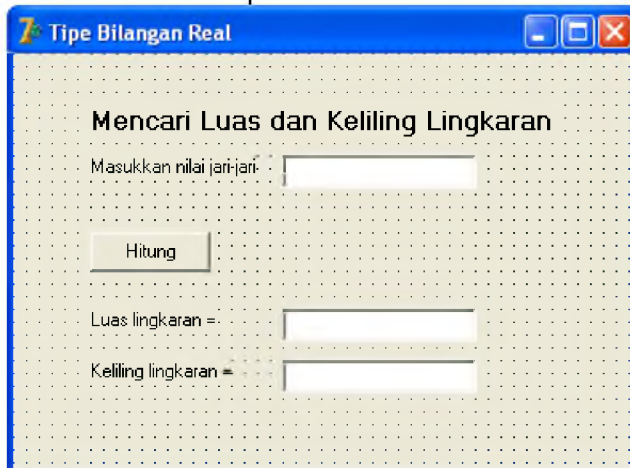 Tipe Bilangan Real
Mencari Luas dan Keliling Lingkaran
Masukkan nilai jari-jari
Hitung
Luas lingkaran =
Keliling lingkaran =